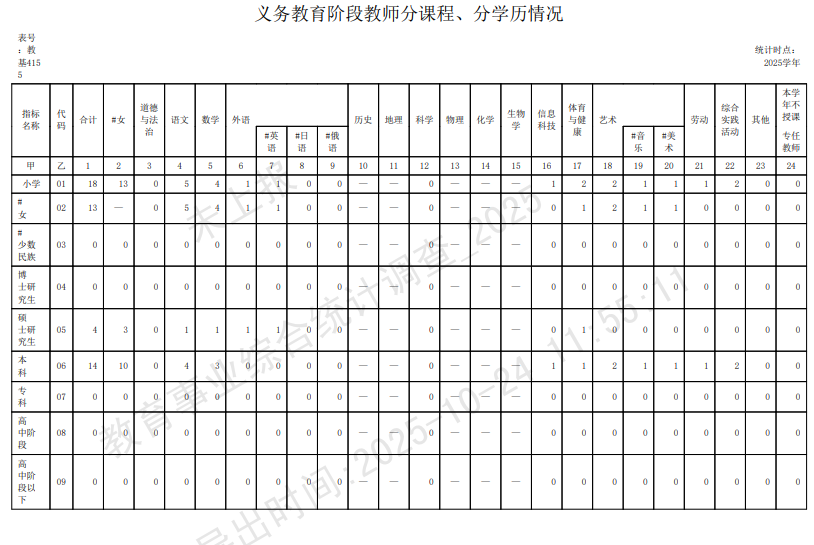 义务教育阶段教师分课程、分学历情况
表号
：教
基415
5
统计时点：
2025学年
指标名称 代码 合计 #女 道德与法治 语文 数学 外语 #英语 #日语 #俄语 历史 地理 科学 物理 化学 生物学 信息科技 体育与健康 艺术 #音乐 #美术 劳动 综合实践活动 其他 本学年不授课专任教师
甲 乙 1 2 3 4 5 6 7 8 9 10 11 12 13 14 15 16 17 18 19 20 21 22 23 24
小学 01 18 13 0 5 4 1 1 0 0 — — 0 — — — 1 2 2 1 1 1 2 0 0
#女 02 13 — 0 5 4 1 1 0 0 — — 0 — — — 0 1 2 1 1 0 0 0 0
#少数民族 03 0 0 0 0 0 0 0 0 0 — — 0 — — — 0 0 0 0 0 0 0 0 0
博士研究生 04 0 0 0 0 0 0 0 0 0 — — 0 — — — 0 0 0 0 0 0 0 0 0
硕士研究生 05 4 3 0 1 1 1 1 0 0 — — 0 — — — 0 1 0 0 0 0 0 0 0
本科 06 14 10 0 4 3 0 0 0 0 — — 0 — — — 1 1 2 1 1 1 2 0 0
专科 07 0 0 0 0 0 0 0 0 0 — — 0 — — — 0 0 0 0 0 0 0 0 0
高中阶段 08 0 0 0 0 0 0 0 0 0 — — 0 — — — 0 0 0 0 0 0 0 0 0
高中阶段以下 09 0 0 0 0 0 0 0 0 0 — — 0 — — — 0 0 0 0 0 0 0 0 0
未上报
教育事业综合统计调查_2025
导出时间:2025-10-24 11:55:11